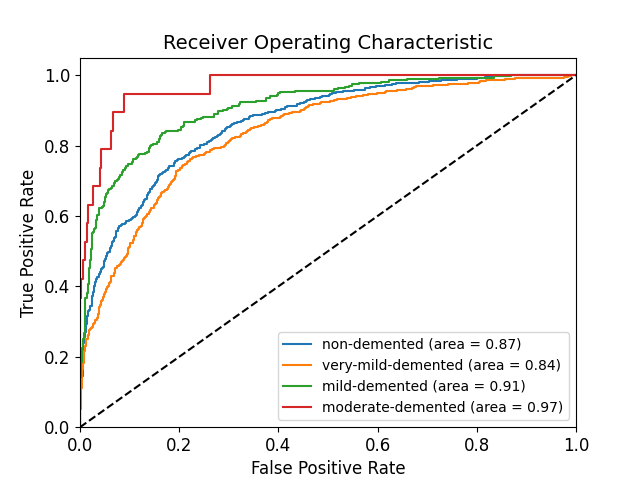 Receiver Operating Characteristic
True Positive Rate
1.0
0.8
0.6
0.4
0.2
0.0
non-demented (area = 0.87)
very-mild-demented (area = 0.84)
mild-demented (area = 0.91)
moderate-demented (area = 0.97)
0.0 0.2 0.4 0.6 0.8 1.0
False Positive Rate